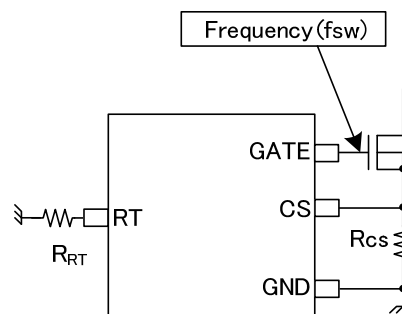 Frequency(fsw)
GATE
CS
RT
RRT
Rcs
GND